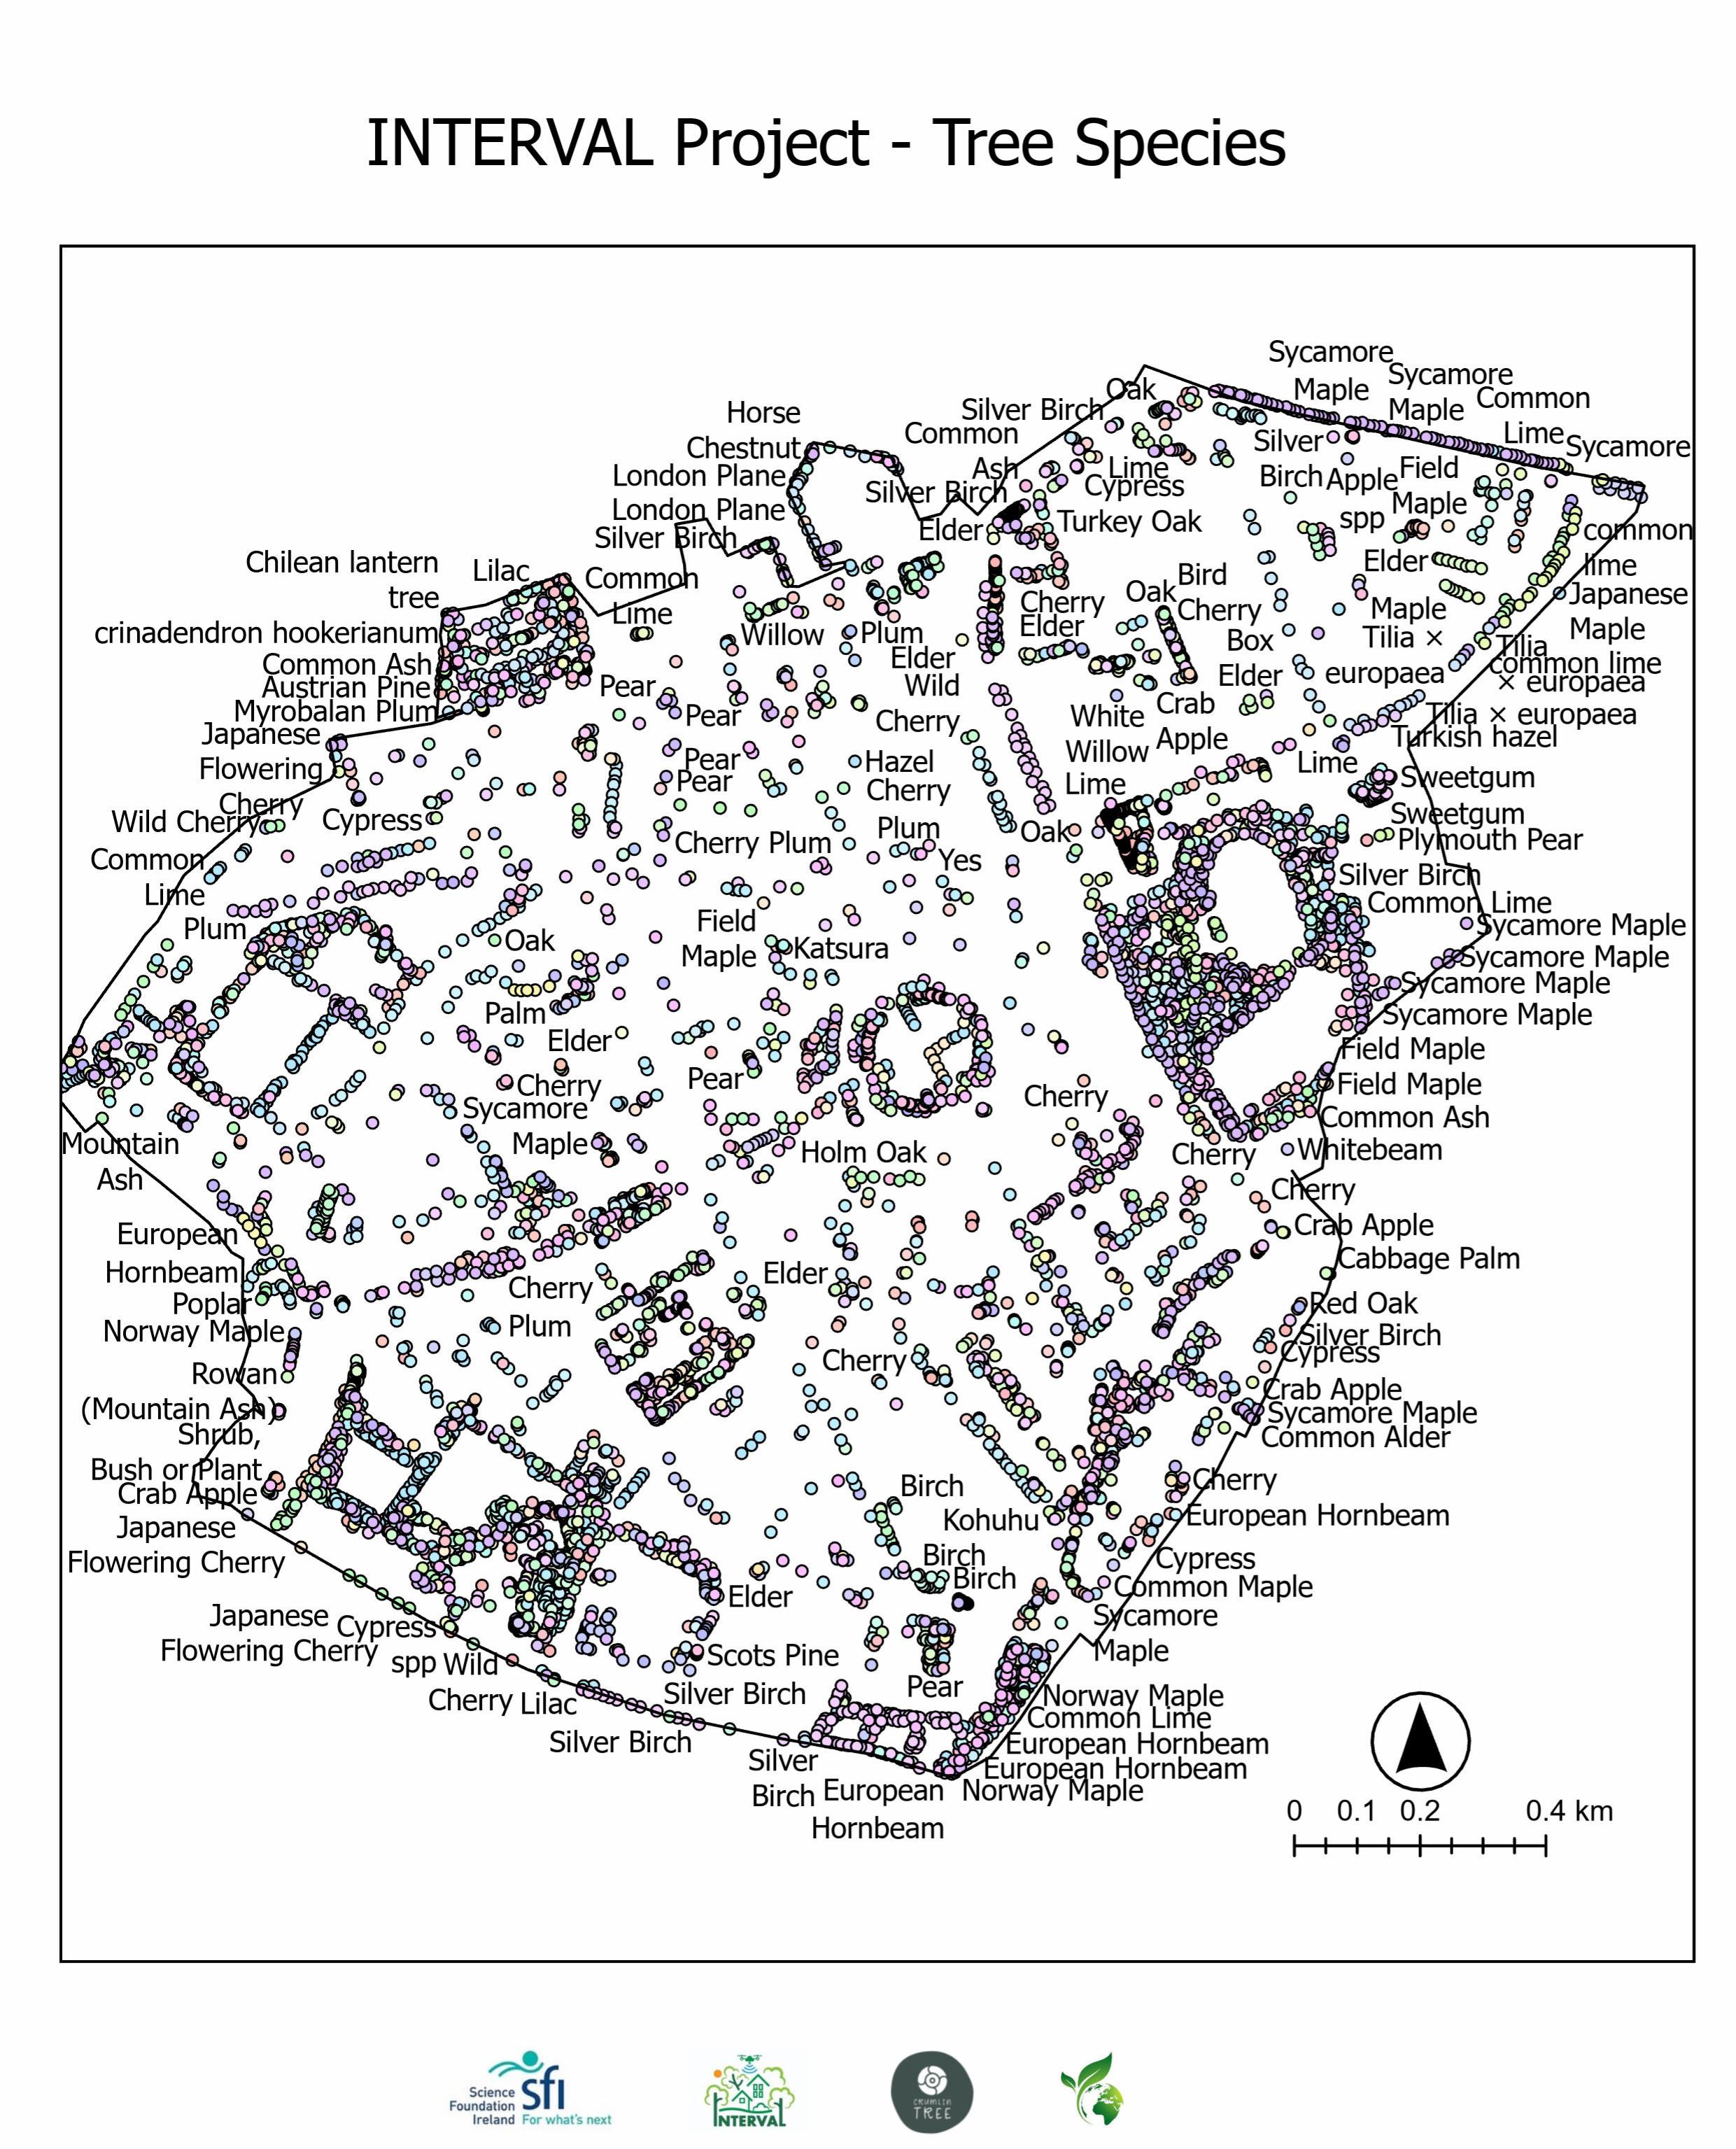 INTERVAL Project - Tree Species
Sycamore
Maple
Sycamore
Maple
Common
Lime
Sycamore
Oak
Silver Birch
Horse
Chestnut
Common
Ash
Silver
Birch
Apple
spp
Field
Maple
London Plane
Silver Birch
Lime
Cypress
London Plane
Elder
Turkey Oak
common
lime
Silver Birch
Chilean lantern
tree
Lilac
Common
Lime
Elder
Bird
Cherry
Oak
Japanese
Maple
Cherry
Elder
Maple
crinadendron hookerianum
Willow
Plum
Box
Elder
Tilia ×
europaea
Tilia
× europaea
common lime
Common Ash
Elder
Austrian Pine
Pear
Wild
Cherry
Myrobalan Plum
Pear
White
Willow
Crab
Apple
Tilia × europaea
Japanese
Flowering
Cherry
Turkish hazel
Pear
Hazel
Lime
Pear
Lime
Sweetgum
Cherry
Wild Cherry
Cypress
Sweetgum
Plum
Oak
Plymouth Pear
Cherry Plum
Common
Lime
Yes
Silver Birch
Common Lime
Plum
Field
Maple
Sycamore Maple
Oak
Katsura
Sycamore Maple
Sycamore Maple
Palm
Sycamore Maple
Elder
Field Maple
Pear
Cherry
Field Maple
Cherry
Sycamore
Maple
Common Ash
Mountain
Ash
Holm Oak
Cherry
Whitebeam
Cherry
European
Hornbeam
Crab Apple
Cabbage Palm
Elder
Cherry
Poplar
Red Oak
Norway Maple
Plum
Silver Birch
Cypress
Rowan
(Mountain Ash)
Cherry
Crab Apple
Sycamore Maple
Shrub,
Bush or Plant
Common Alder
Cherry
Crab Apple
Birch
Japanese
Flowering Cherry
Kohuhu
European Hornbeam
Birch
Cypress
Birch
Common Maple
Elder
Japanese
Flowering Cherry
Cypress
spp
Sycamore
Maple
Scots Pine
Wild
Cherry
Pear
Lilac
Silver Birch
Norway Maple
Common Lime
Silver Birch
European Hornbeam
Silver
Birch
European Hornbeam
European
Hornbeam
Norway Maple
0 0.1 0.2 0.4 km
Science
Foundation
Ireland
sfi
For what's next
INTERVAL
CRUMLIN
TREE